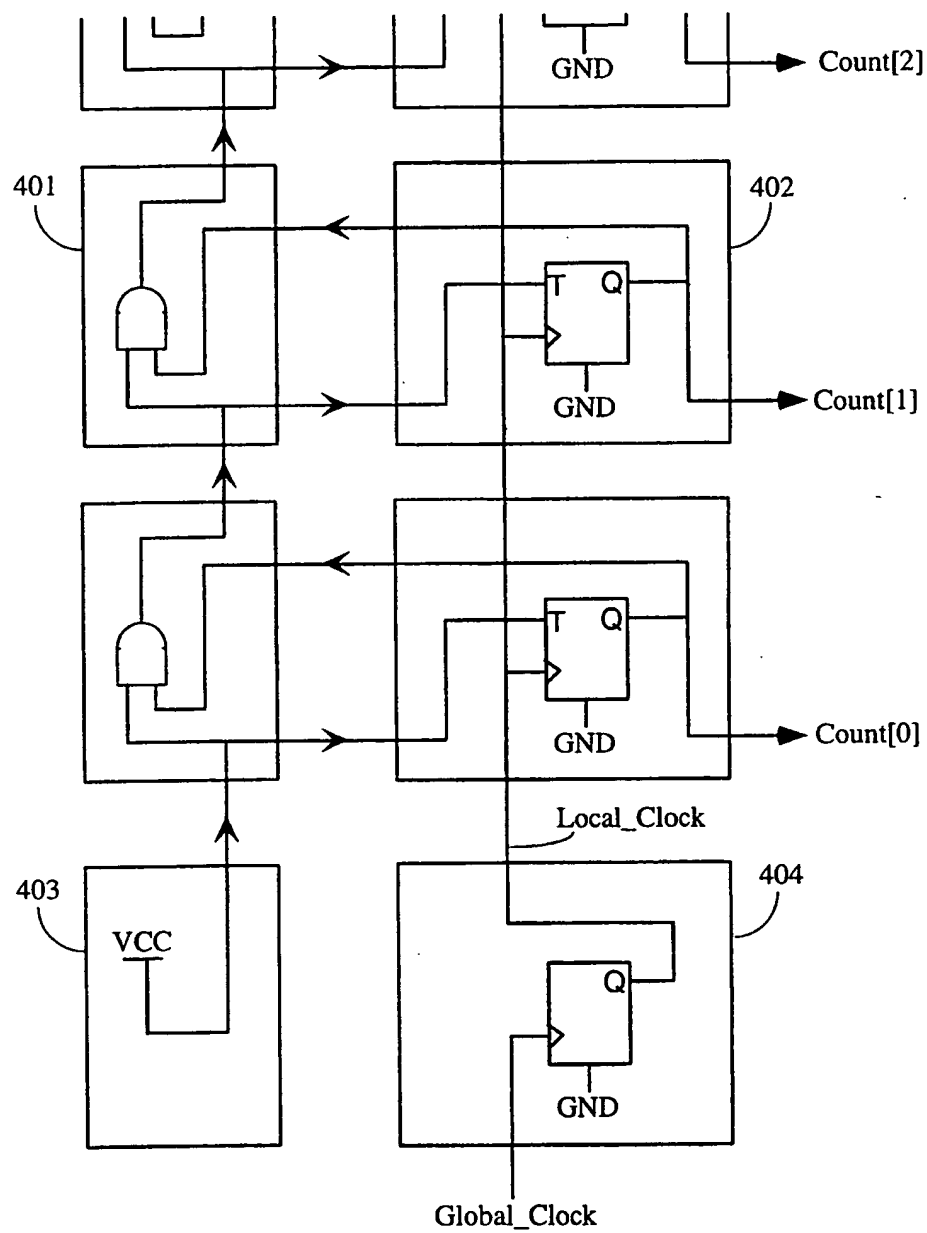 GND
Count[2]
401
402
T Q
GND
Count[1]
T Q
GND
Count[0]
Local_Clock
403
404
VCC
Q
GND
Global_Clock